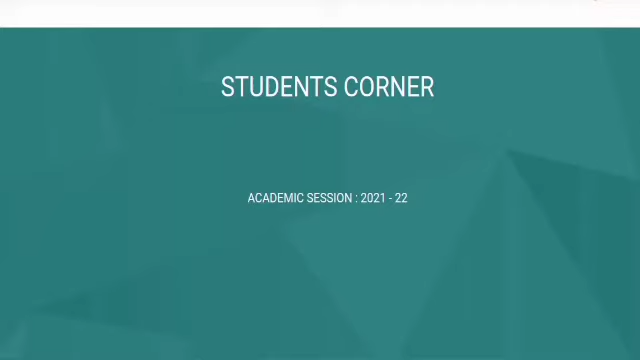 STUDENTS CORNER
ACADEMIC SESSION : 2021 - 22